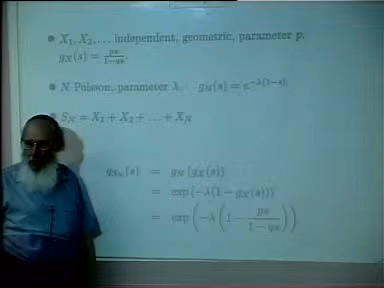 • X₁, X₂, … independent, geometric, parameter p.
g_X(s) = ps/(1−qs).
• N Poisson, parameter λ. g_N(s) = e^{−λ(1−s)}.
• S_N = X₁ + X₂ + … + X_N
g_{S_N}(s) = g_N (g_X(s))
= exp (−λ(1 − g_X(s)))
= exp (−λ (1 − ps/(1−qs)))